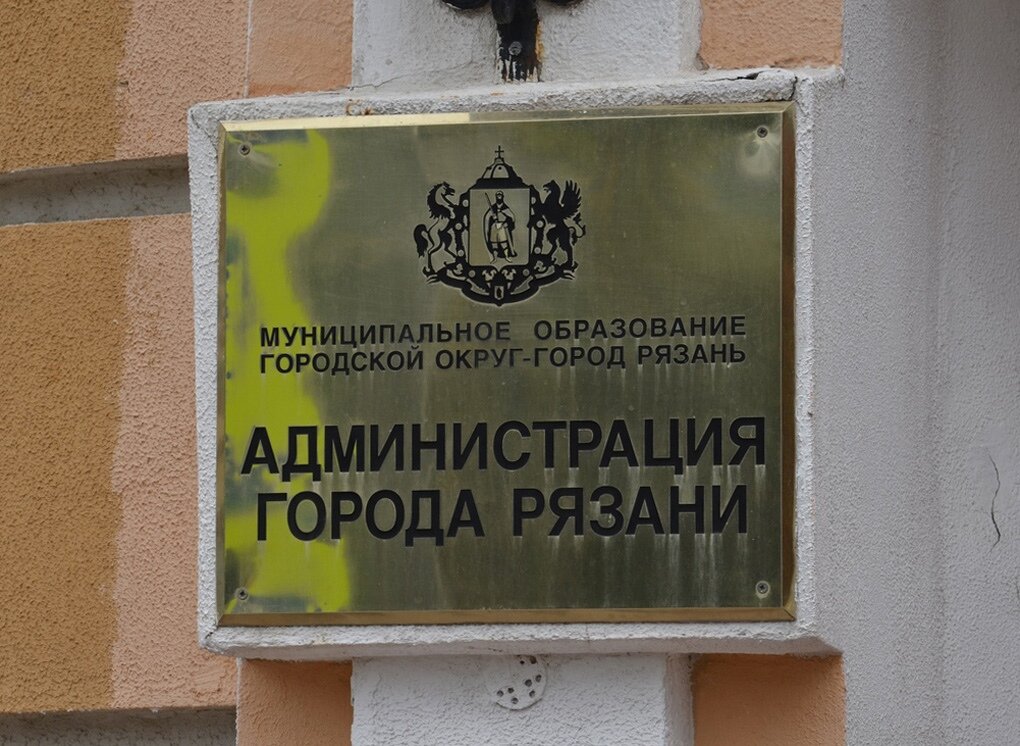 МУНИЦИПАЛЬНОЕ ОБРАЗОВАНИЕ
ГОРОДСКОЙ ОКРУГ-ГОРОД РЯЗАНЬ
АДМИНИСТРАЦИЯ
ГОРОДА РЯЗАНИ